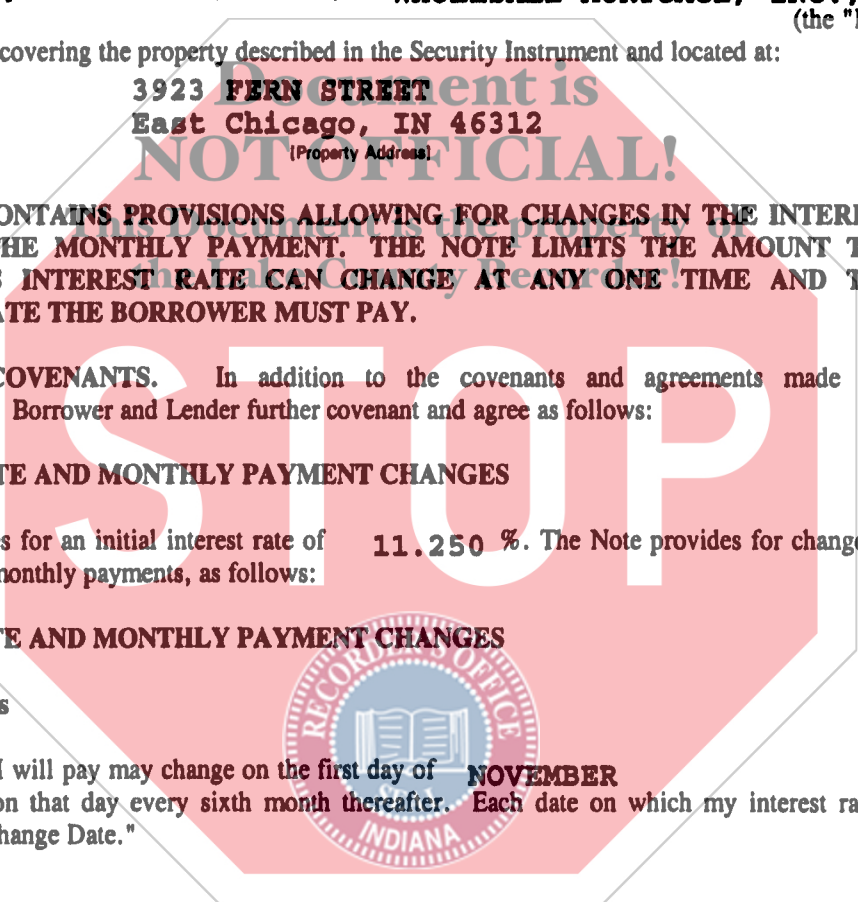 (the "
covering the property described in the Security Instrument and located at:
3923 FERN STREET
East Chicago, IN 46312
[Property Address]
Document is
NOT OFFICIAL!
This Document is the property of
the Lake County Recorder!
ONTAINS PROVISIONS ALLOWING FOR CHANGES IN THE INTER
HE MONTHLY PAYMENT. THE NOTE LIMITS THE AMOUNT T
S INTEREST RATE CAN CHANGE AT ANY ONE TIME AND T
ATE THE BORROWER MUST PAY.
COVENANTS. In addition to the covenants and agreements made
Borrower and Lender further covenant and agree as follows:
STOP
TE AND MONTHLY PAYMENT CHANGES
s for an initial interest rate of 11.250 %. The Note provides for change
monthly payments, as follows:
TE AND MONTHLY PAYMENT CHANGES
s
I will pay may change on the first day of NOVEMBER
on that day every sixth month thereafter. Each date on which my interest ra
hange Date."
RECORDER'S OFFICE
SEAL
INDIANA